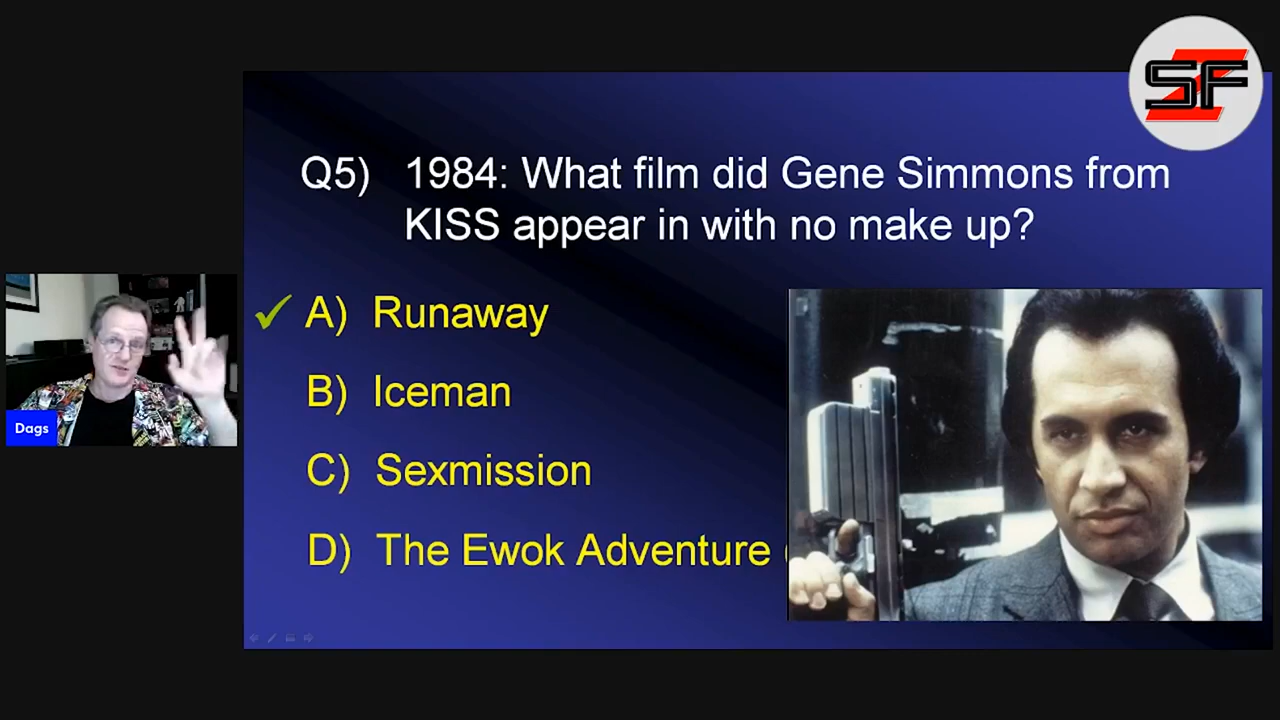 SF
Q5) 1984: What film did Gene Simmons from
KISS appear in with no make up?
✓ A) Runaway
B) Iceman
C) Sexmission
D) The Ewok Adventure
Dags